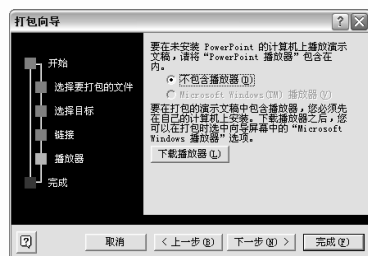 打包向导
开始
选择要打包的文件
选择目标
链接
播放器
完成
要在未安装 PowerPoint 的计算机上播放演示
文稿,请将“PowerPoint 播放器”包含在
内。
不包含播放器(D)
Microsoft Windows(TM) 播放器(V)
要在打包的演示文稿中包含播放器,您必须先
在自己的计算机上安装。下载播放器之后,您
可以在打包时选中向导屏幕中的“Microsoft
Windows 播放器”选项。
下载播放器(L)
取消
< 上一步(B)
下一步(N) >
完成(F)